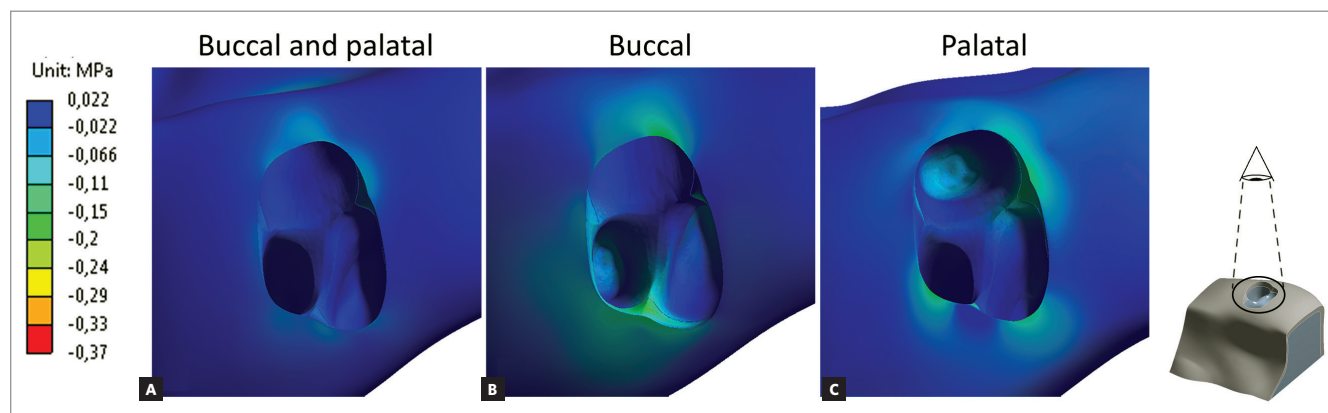 Buccal and palatal
Buccal
Palatal
Unit: MPa
0,022
-0,022
-0,066
-0,11
-0,15
-0,2
-0,24
-0,29
-0,33
-0,37
A
B
C